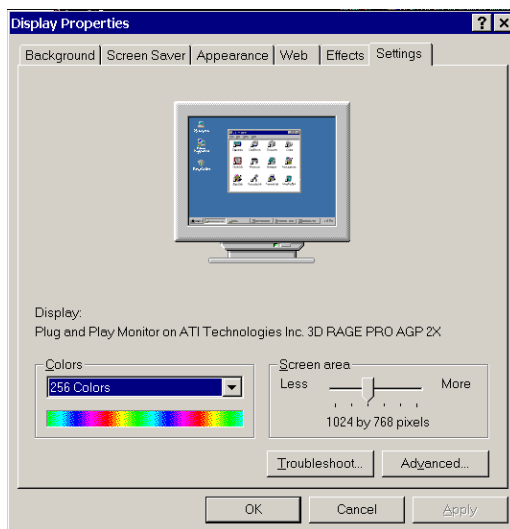 Display Properties
Background Screen Saver Appearance Web Effects Settings
Display:
Plug and Play Monitor on ATI Technologies Inc. 3D RAGE PRO AGP 2X
Colors
256 Colors
Screen area
Less More
1024 by 768 pixels
Troubleshoot... Advanced...
OK Cancel Apply